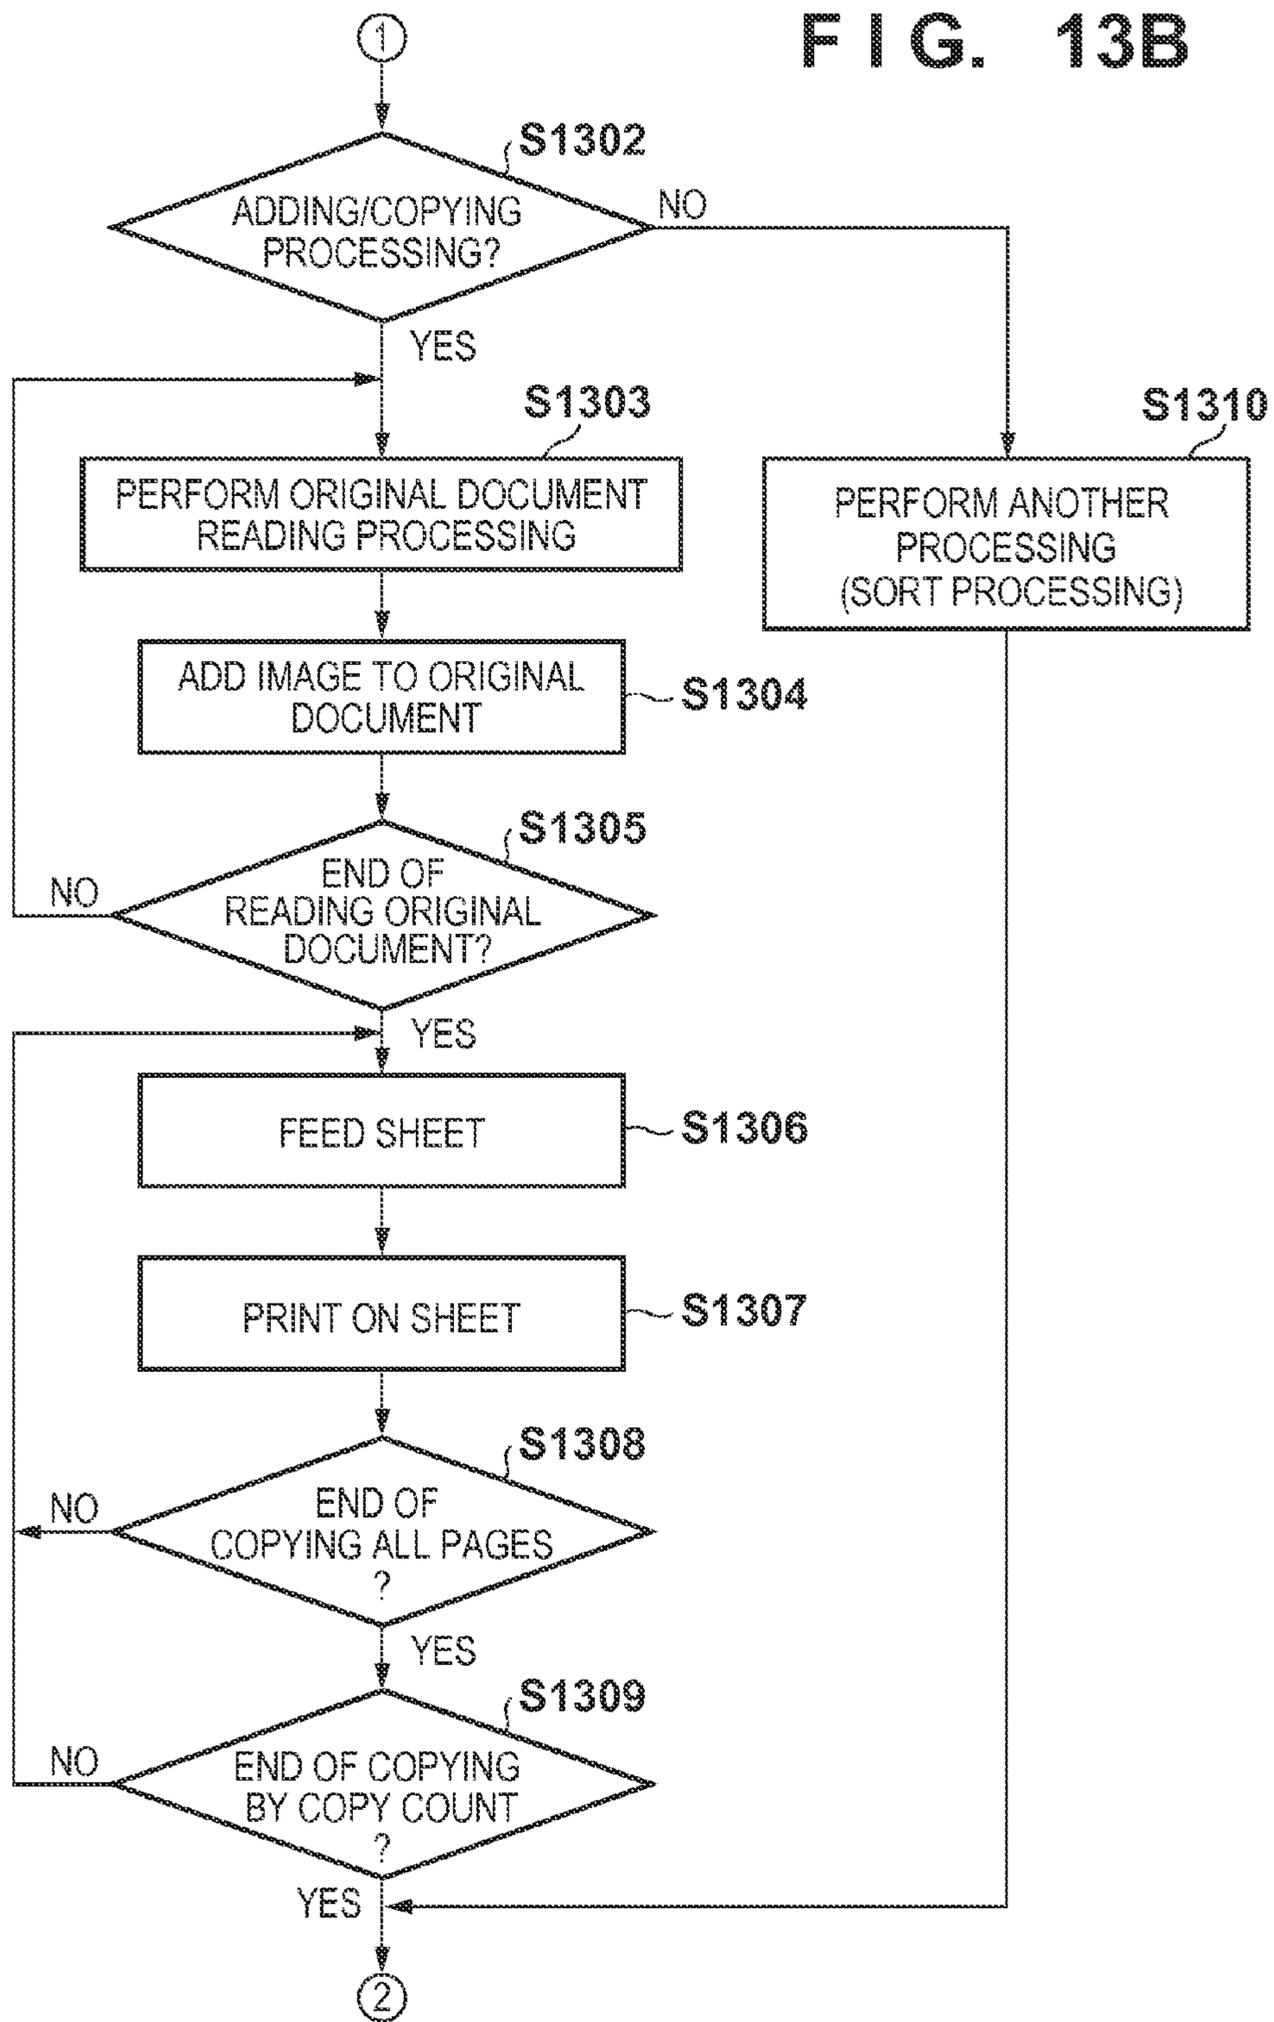 FIG. 13B
1
S1302
ADDING/COPYING
PROCESSING?
NO
YES
S1303
PERFORM ORIGINAL DOCUMENT
READING PROCESSING
S1310
PERFORM ANOTHER
PROCESSING
(SORT PROCESSING)
ADD IMAGE TO ORIGINAL
DOCUMENT
S1304
S1305
END OF
READING ORIGINAL
DOCUMENT?
NO
YES
FEED SHEET
S1306
PRINT ON SHEET
S1307
S1308
END OF
COPYING ALL PAGES
?
NO
YES
S1309
END OF COPYING
BY COPY COUNT
?
NO
YES
2